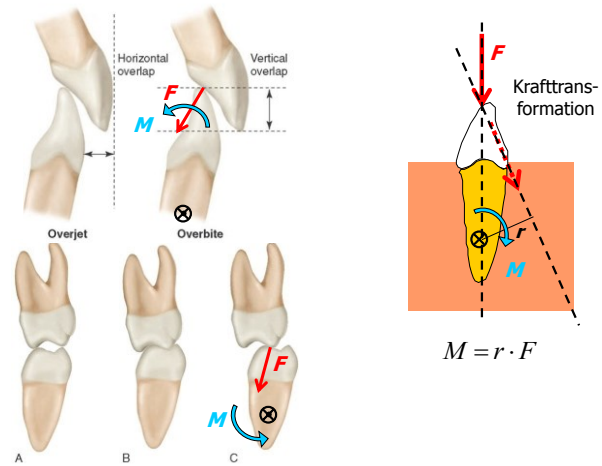 Horizontal
overlap
Vertical
overlap
F
M
Overjet
Overbite
F
M
A
B
C
F
Krafttrans-
formation
r
M
M = r · F